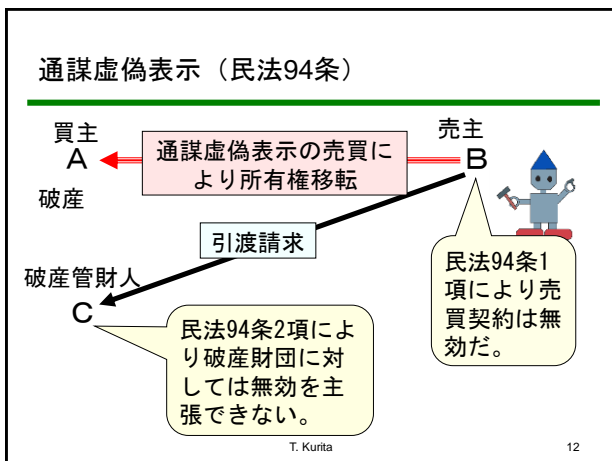 通謀虚偽表示（民法94条）
買主
A
破産
通謀虚偽表示の売買に
より所有権移転
売主
B
引渡請求
民法94条1
項により売
買契約は無
効だ。
破産管財人
C
民法94条2項によ
り破産財団に対
しては無効を主
張できない。
T. Kurita
12